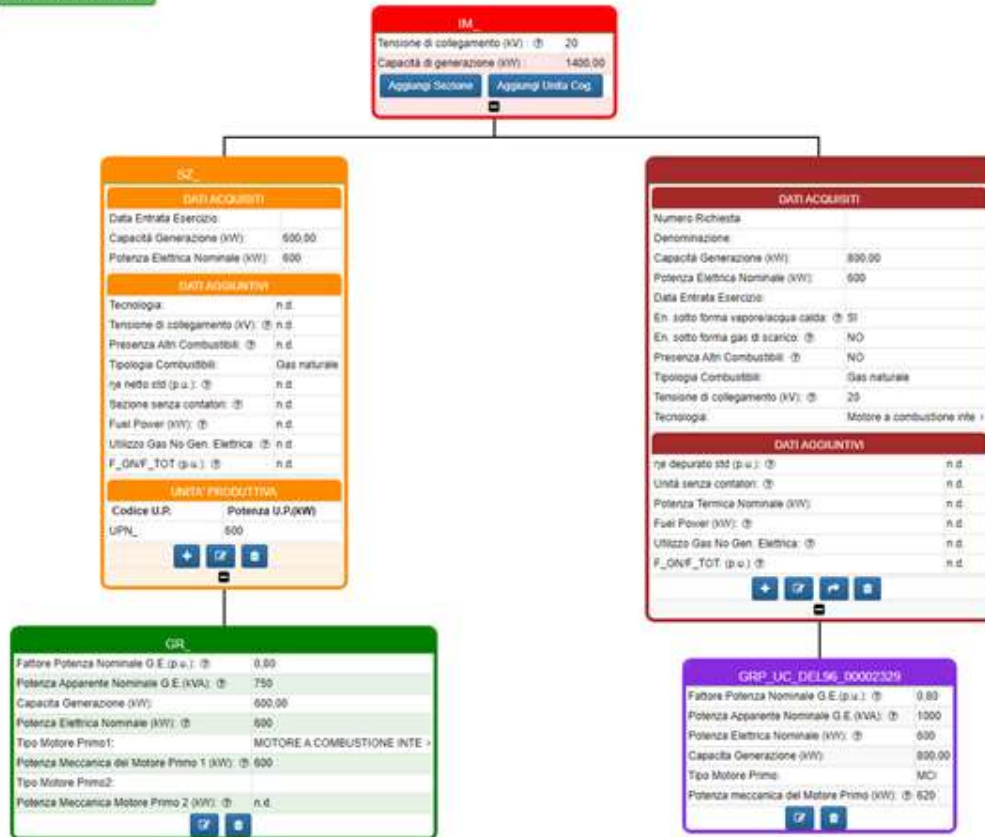 IM_
Tensione di collegamento (kV) : 20
Capacità di generazione (kW) : 1400,00
Aggiungi Sezione Aggiungi Unita Cog.
SZ_
DATI ACQUISITI
Data Entrata Esercizio:
Capacità Generazione (kW): 600,00
Potenza Elettrica Nominale (kW): 600
DATI AGGIUNTIVI
Tecnologia: n.d.
Tensione di collegamento (kV): n.d.
Presenza Altri Combustibili: n.d.
Tipologia Combustibili: Gas naturale
ηe netto std (p.u.): n.d.
Sezione senza contatori: n.d.
Fuel Power (kW): n.d.
Utilizzo Gas No Gen. Elettrica: n.d.
F_GN/F_TOT (p.u.): n.d.
UNITA' PRODUTTIVA
Codice U.P. Potenza U.P.(kW)
UPN_ 600
DATI ACQUISITI
Numero Richiesta
Denominazione
Capacità Generazione (kW): 800.00
Potenza Elettrica Nominale (kW): 600
Data Entrata Esercizio:
En. sotto forma vapore/acqua calda: SI
En. sotto forma gas di scarico: NO
Presenza Altri Combustibili: NO
Tipologia Combustibili: Gas naturale
Tensione di collegamento (kV): 20
Tecnologia: Motore a combustione inte
DATI AGGIUNTIVI
ηe depurato std (p.u.): n.d.
Unità senza contatori: n.d.
Potenza Termica Nominale (kW): n.d.
Fuel Power (kW): n.d.
Utilizzo Gas No Gen. Elettrica: n.d.
F_GN/F_TOT. (p.u.) n.d.
GR_
Fattore Potenza Nominale G.E.(p.u.): 0,80
Potenza Apparente Nominale G.E.(kVA): 750
Capacita Generazione (kW): 600,00
Potenza Elettrica Nominale (kW): 600
Tipo Motore Primo1: MOTORE A COMBUSTIONE INTE
Potenza Meccanica del Motore Primo 1 (kW): 600
Tipo Motore Primo2:
Potenza Meccanica Motore Primo 2 (kW): n.d.
GRP_UC_DEL96_00002329
Fattore Potenza Nominale G.E.(p.u.): 0,80
Potenza Apparente Nominale G.E.(kVA): 1000
Potenza Elettrica Nominale (kW): 600
Capacita Generazione (kW): 800.00
Tipo Motore Primo: MCI
Potenza meccanica del Motore Primo (kW): 620